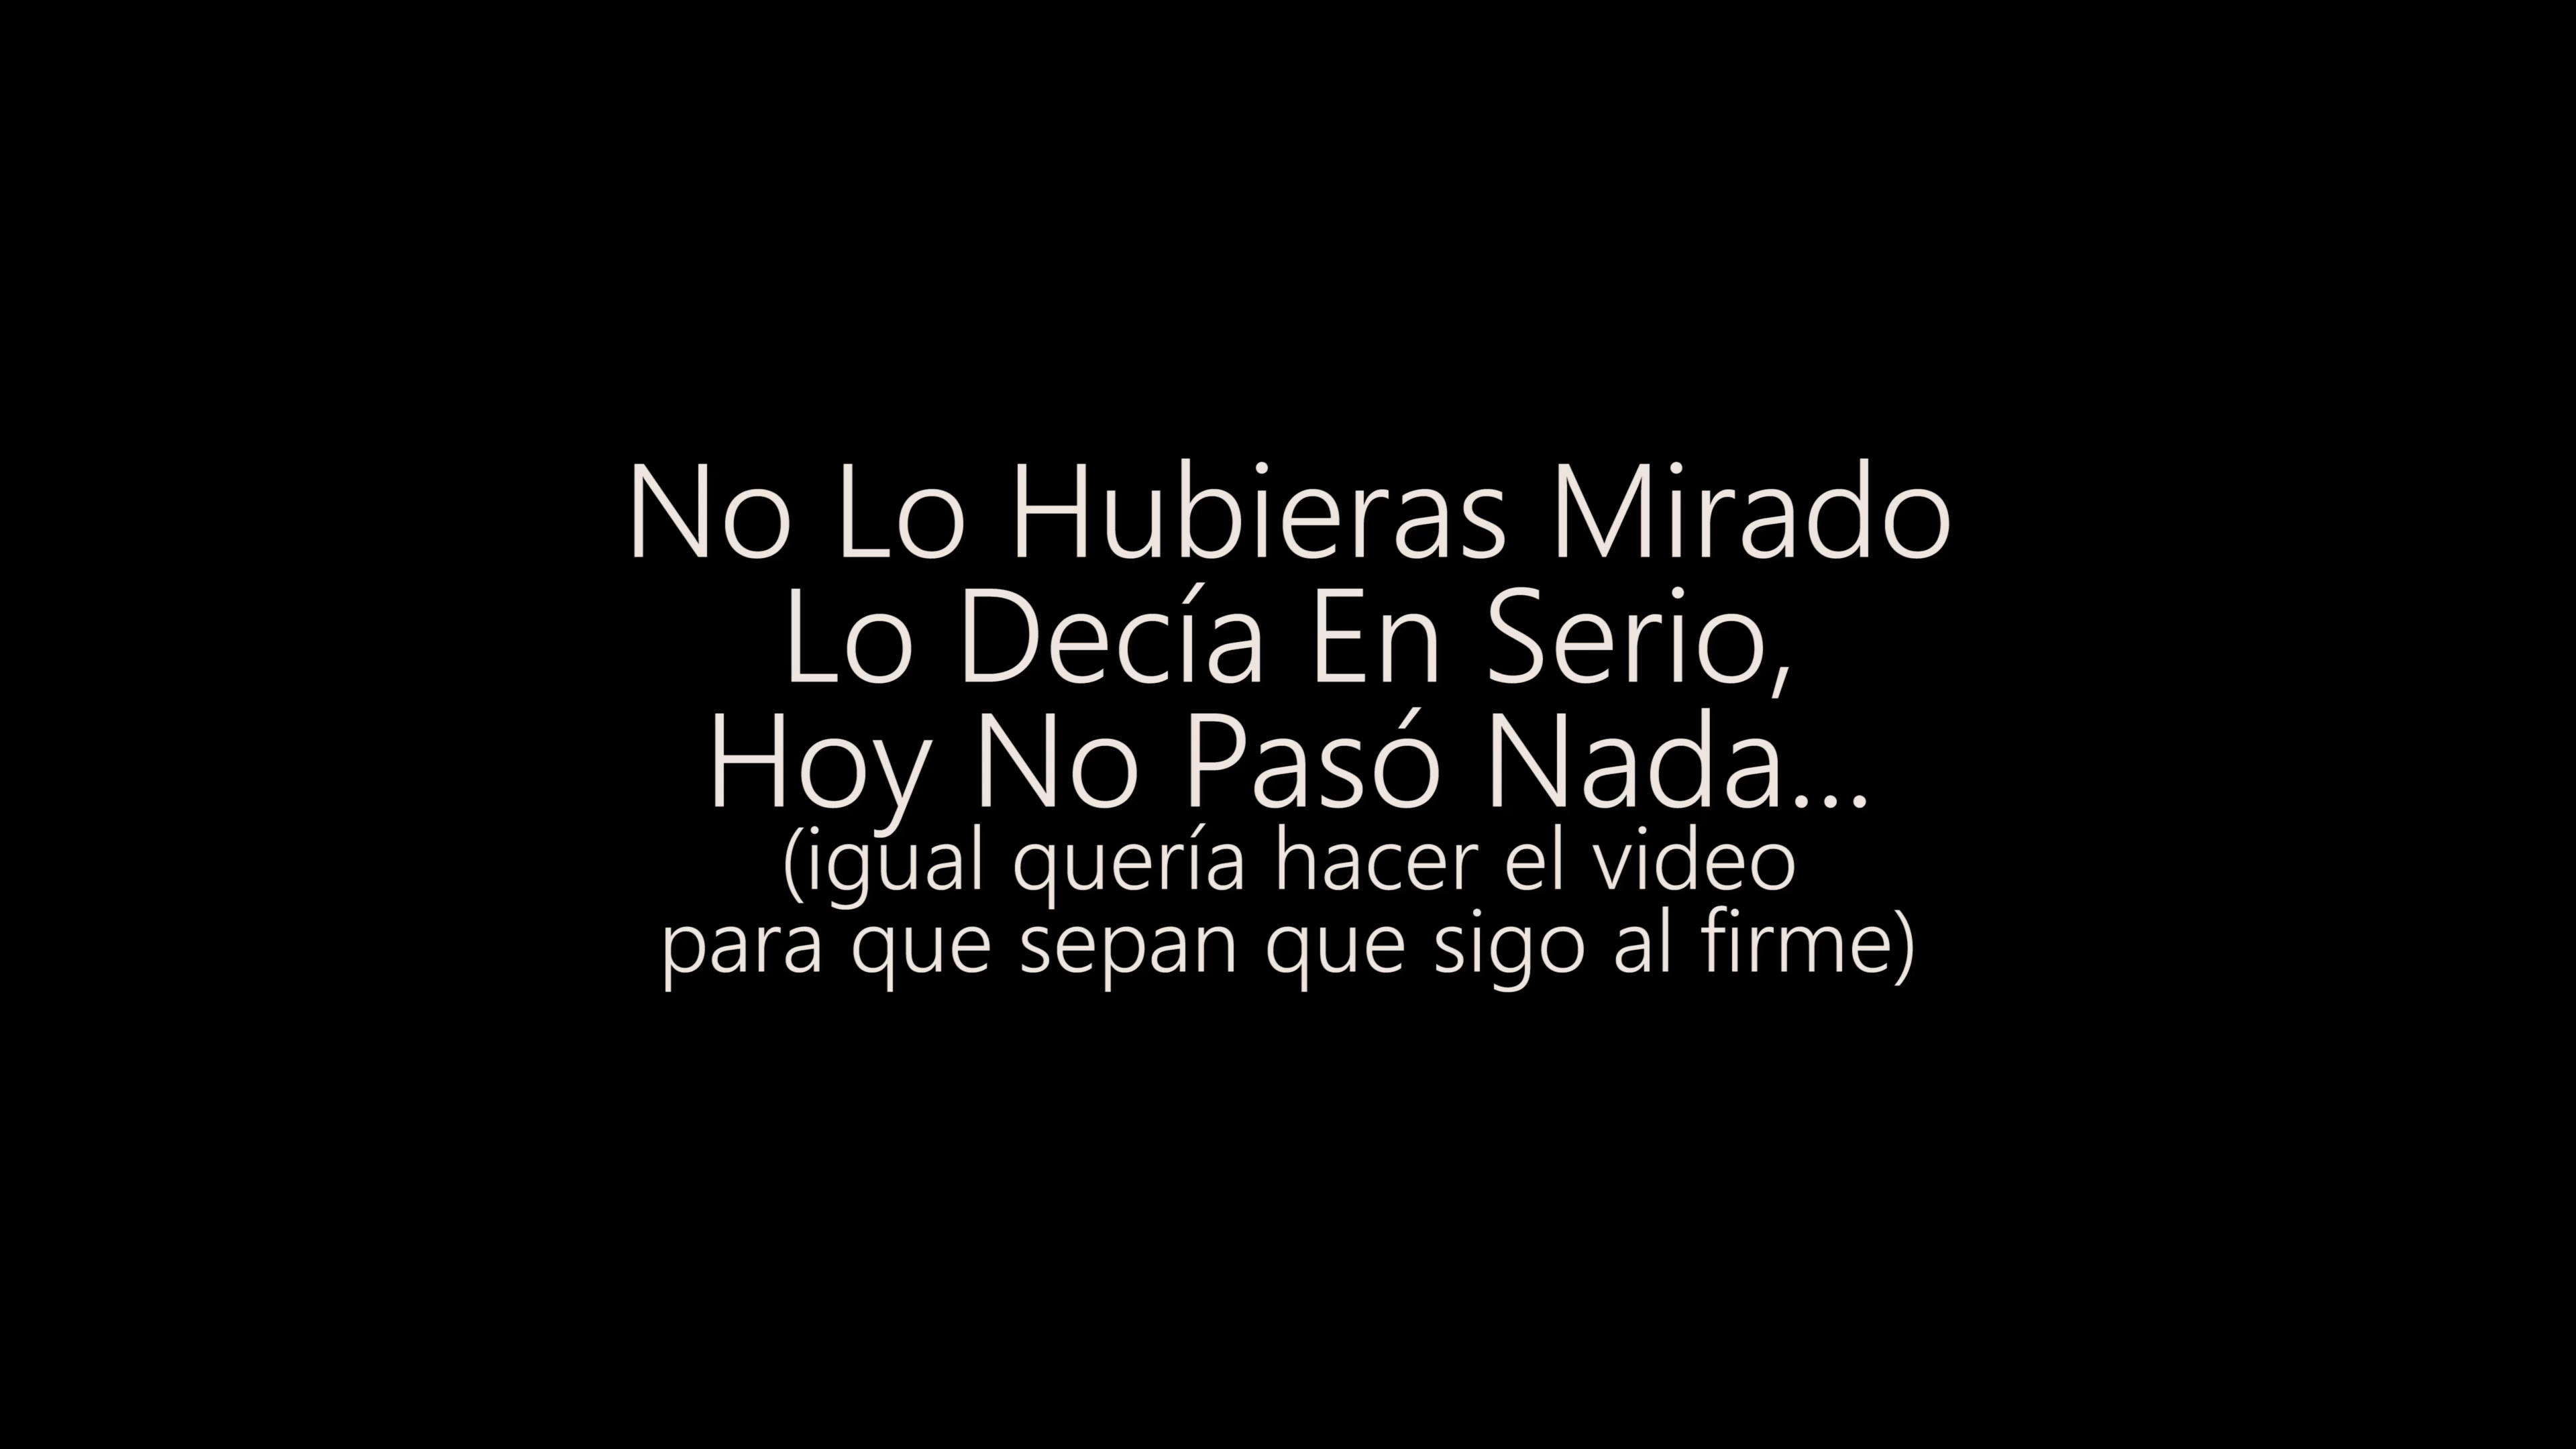 No Lo Hubieras Mirado
Lo Decía En Serio,
Hoy No Pasó Nada...
(igual quería hacer el video
para que sepan que sigo al firme)